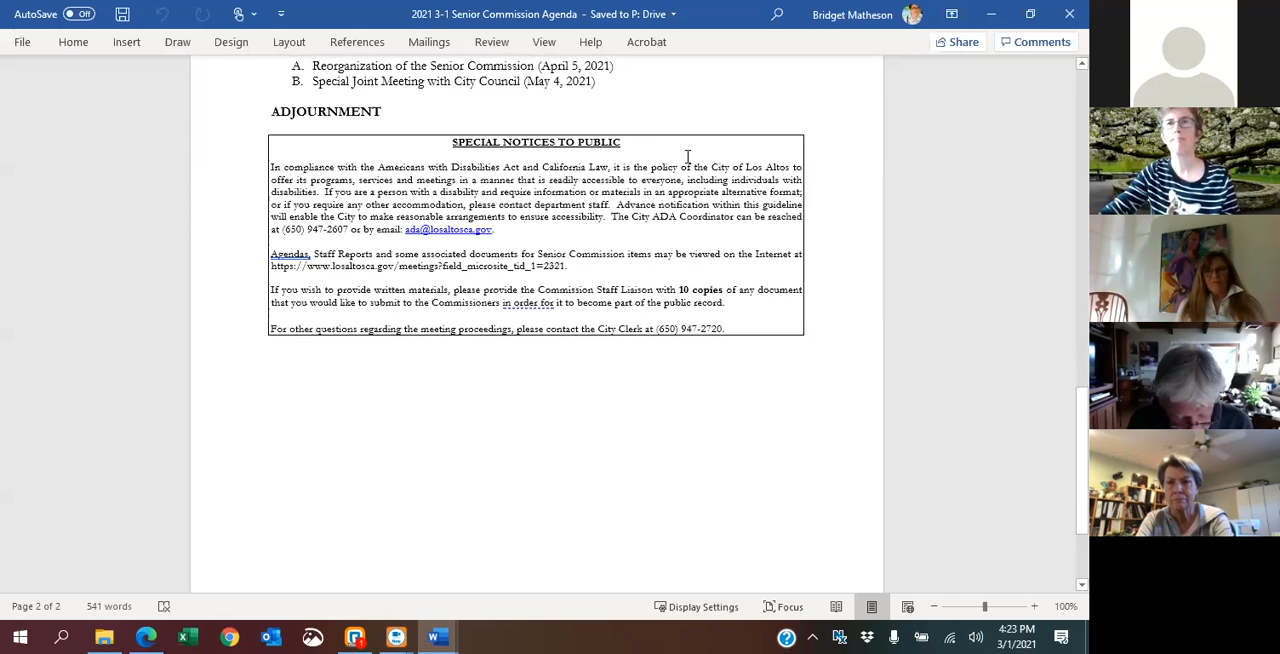 AutoSave Off 2021 3-1 Senior Commission Agenda - Saved to P: Drive Bridget Matheson
File Home Insert Draw Design Layout References Mailings Review View Help Acrobat Share Comments
A. Reorganization of the Senior Commission (April 5, 2021)
B. Special Joint Meeting with City Council (May 4, 2021)
ADJOURNMENT
SPECIAL NOTICES TO PUBLIC
In compliance with the Americans with Disabilities Act and California Law, it is the policy of the City of Los Altos to
offer its programs, services and meetings in a manner that is readily accessible to everyone, including individuals with
disabilities. If you are a person with a disability and require information or materials in an appropriate alternative format;
or if you require any other accommodation, please contact department staff. Advance notification within this guideline
will enable the City to make reasonable arrangements to ensure accessibility. The City ADA Coordinator can be reached
at (650) 947-2607 or by email: ada@losaltosca.gov.
Agendas, Staff Reports and some associated documents for Senior Commission items may be viewed on the Internet at
https://www.losaltosca.gov/meetings?field_microsite_tid_1=2321.
If you wish to provide written materials, please provide the Commission Staff Liaison with 10 copies of any document
that you would like to submit to the Commissioners in order for it to become part of the public record.
For other questions regarding the meeting proceedings, please contact the City Clerk at (650) 947-2720.
Page 2 of 2 541 words Display Settings Focus 100%
4:23 PM
3/1/2021